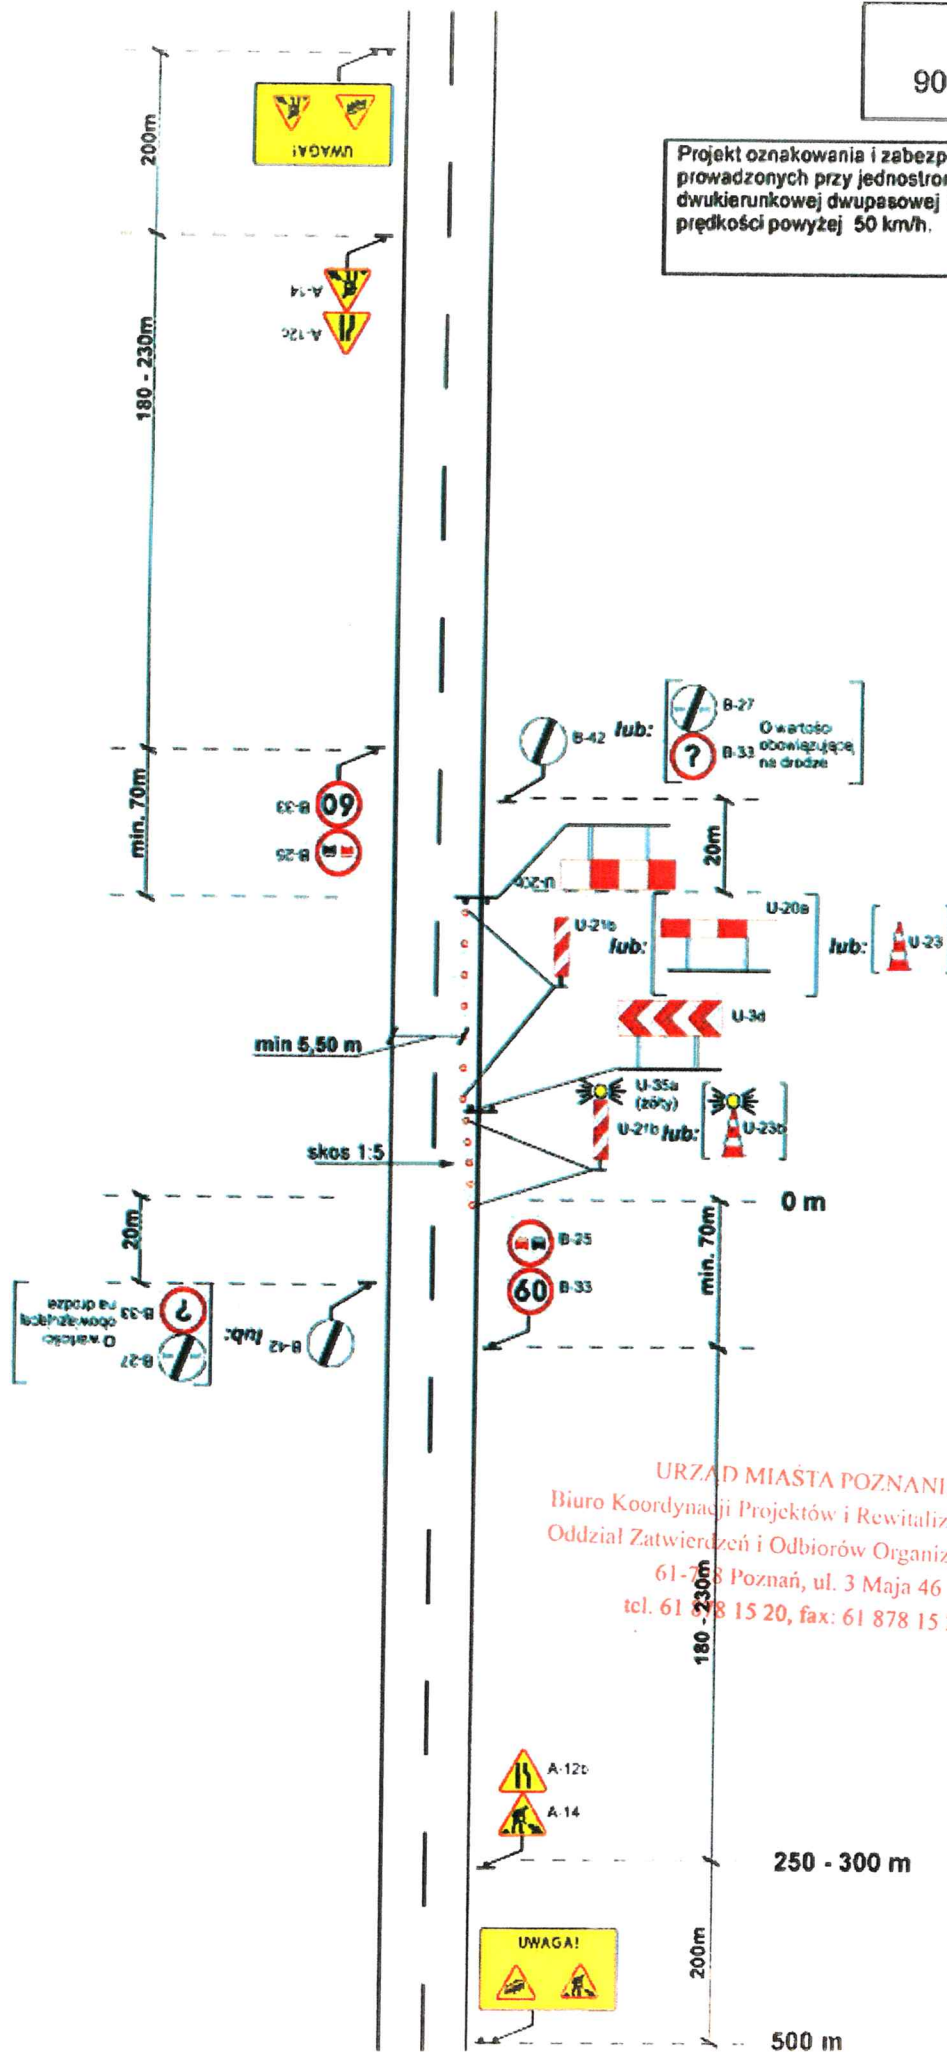 90
Projekt oznakowania i zabezp
prowadzonych przy jednostron
dwukierunkowej dwupasowej
prędkości powyżej 50 km/h.
200m
UWAGA!
180 - 230m
A-14
A-12c
min. 70m
60 B-33
B-25
B-42 lub:
B-27
? B-33
O wartości
obowiązującej
na drodze
20m
U-20b
U-21b
lub:
U-20a
lub:
U-23
U-3d
min 5,50 m
U-35a
(żółty)
U-21b lub:
U-23b
skos 1:5
0 m
20m
B-25
60 B-33
min. 70m
B-42 lub:
B-27
? B-33
O wartości
obowiązującej
na drodze
URZĄD MIASTA POZNANI
Biuro Koordynacji Projektów i Rewitaliz
Oddział Zatwierdzeń i Odbiorów Organiz
Poznań, ul. 3 Maja 46
tel. 61 878 15 20, fax: 61 878 15
180 - 230m
A-12b
A-14
250 - 300 m
200m
UWAGA!
500 m